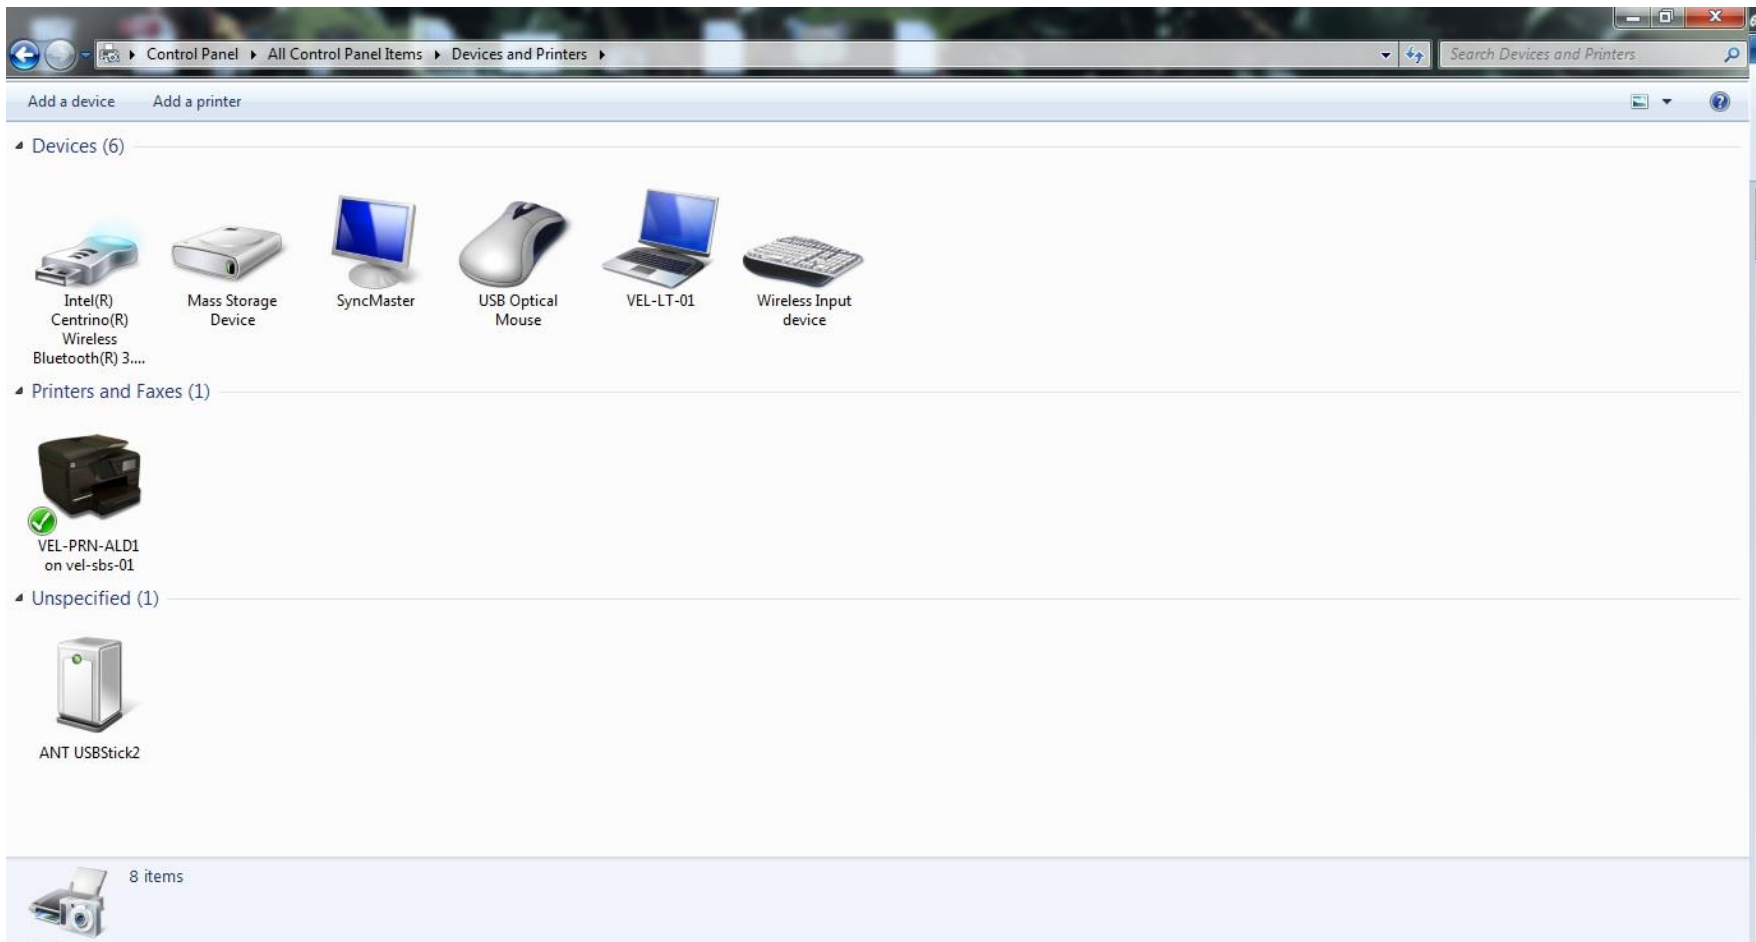 Control Panel ▸ All Control Panel Items ▸ Devices and Printers ▸
Search Devices and Printers
Add a device Add a printer
Devices (6)
Intel(R)
Centrino(R)
Wireless
Bluetooth(R) 3....
Mass Storage
Device
SyncMaster
USB Optical
Mouse
VEL-LT-01
Wireless Input
device
Printers and Faxes (1)
VEL-PRN-ALD1
on vel-sbs-01
Unspecified (1)
ANT USBStick2
8 items